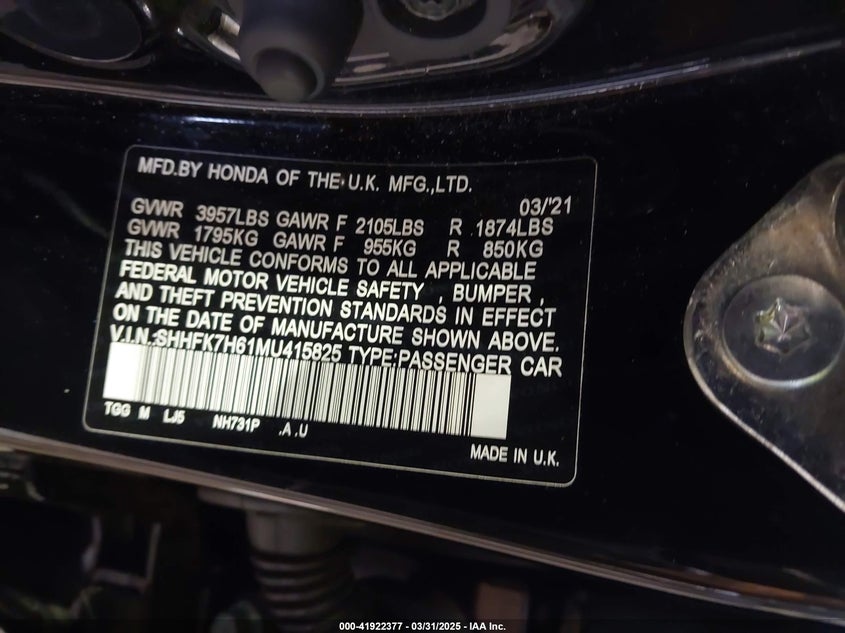 MFD.BY HONDA OF THE U.K. MFG.,LTD.
03/'21
GVWR 3957LBS GAWR F 2105LBS R 1874LBS
GVWR 1795KG GAWR F 955KG R 850KG
THIS VEHICLE CONFORMS TO ALL APPLICABLE
FEDERAL MOTOR VEHICLE SAFETY , BUMPER ,
AND THEFT PREVENTION STANDARDS IN EFFECT
ON THE DATE OF MANUFACTURE SHOWN ABOVE.
V.I.N.:SHHFK7H61MU415825 TYPE:PASSENGER CAR
TGG M LJ5 NH731P .A .U
MADE IN U.K.
000-41922377 - 03/31/2025 - IAA Inc.